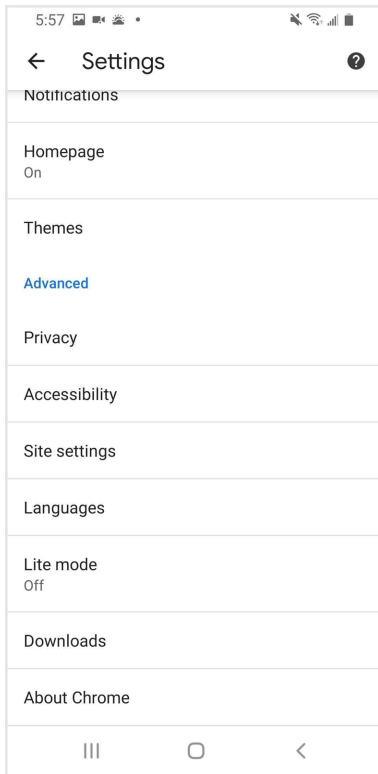 5:57
Settings
Notifications
Homepage
On
Themes
Advanced
Privacy
Accessibility
Site settings
Languages
Lite mode
Off
Downloads
About Chrome